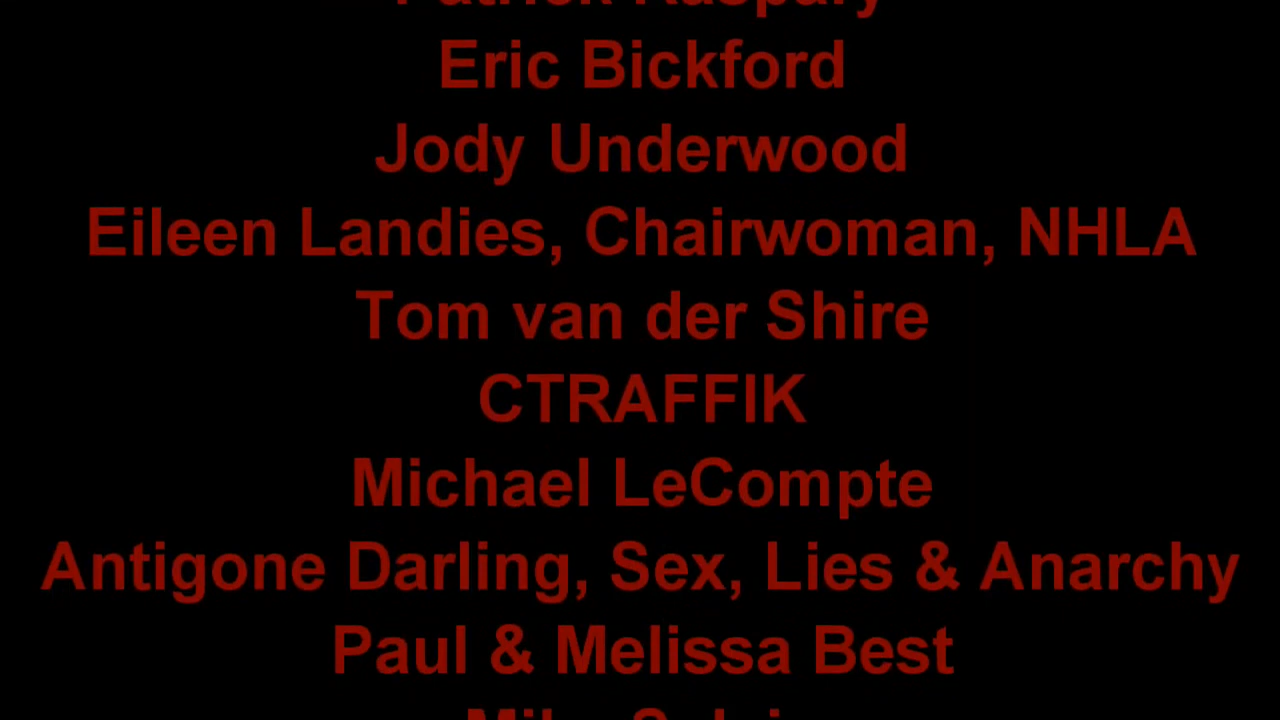 Eric Bickford
Jody Underwood
Eileen Landies, Chairwoman, NHLA
Tom van der Shire
CTRAFFIK
Michael LeCompte
Antigone Darling, Sex, Lies & Anarchy
Paul & Melissa Best